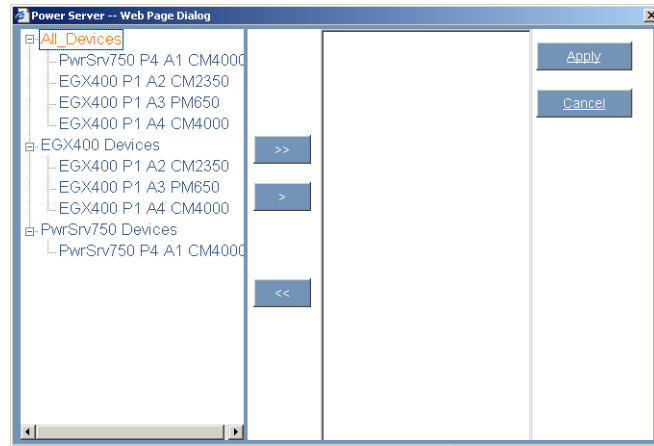 Power Server -- Web Page Dialog
All_Devices
PwrSrv750 P4 A1 CM4000
EGX400 P1 A2 CM2350
EGX400 P1 A3 PM650
EGX400 P1 A4 CM4000
EGX400 Devices
EGX400 P1 A2 CM2350
EGX400 P1 A3 PM650
EGX400 P1 A4 CM4000
PwrSrv750 Devices
PwrSrv750 P4 A1 CM4000
>>
>
<<
Apply
Cancel